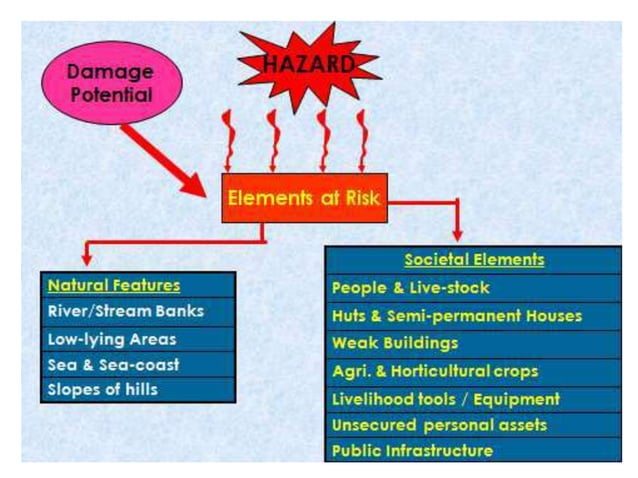 Damage
Potential
HAZARD
Elements at Risk
Natural Features
River/Stream Banks
Low-lying Areas
Sea & Sea-coast
Slopes of hills
Societal Elements
People & Live-stock
Huts & Semi-permanent Houses
Weak Buildings
Agri. & Horticultural crops
Livelihood tools / Equipment
Unsecured personal assets
Public Infrastructure